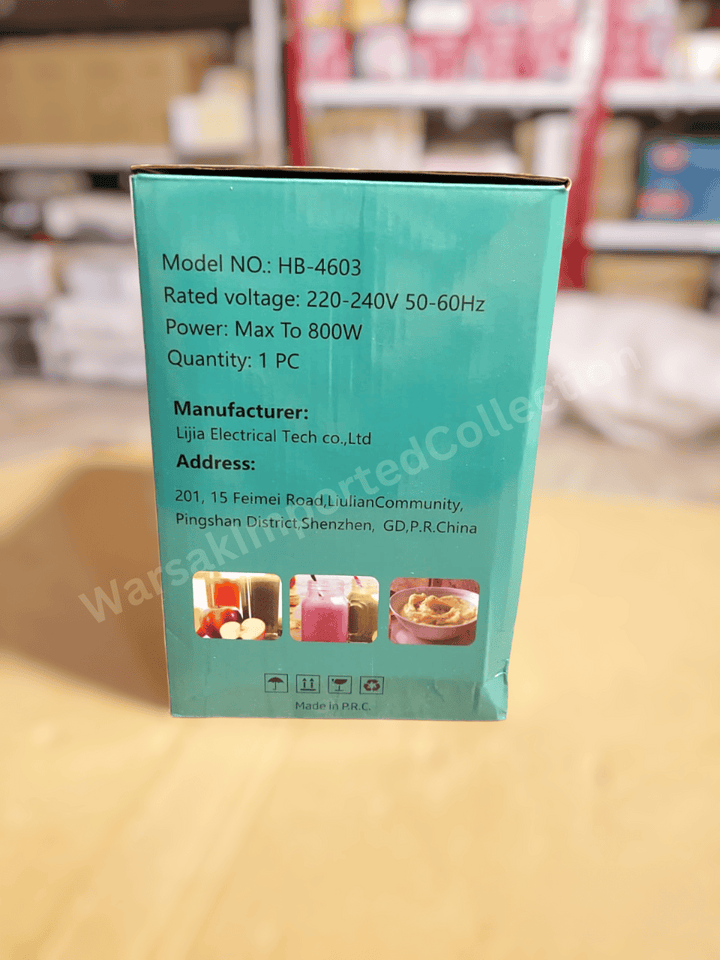 Model NO.: HB-4603
Rated voltage: 220-240V 50-60Hz
Power: Max To 800W
Quantity: 1 PC
Manufacturer:
Lijia Electrical Tech co.,Ltd
Address:
201, 15 Feimei Road,LiulianCommunity,
Pingshan District,Shenzhen, GD,P.R.China
Made in P.R.C.
WarsakImportedCollection